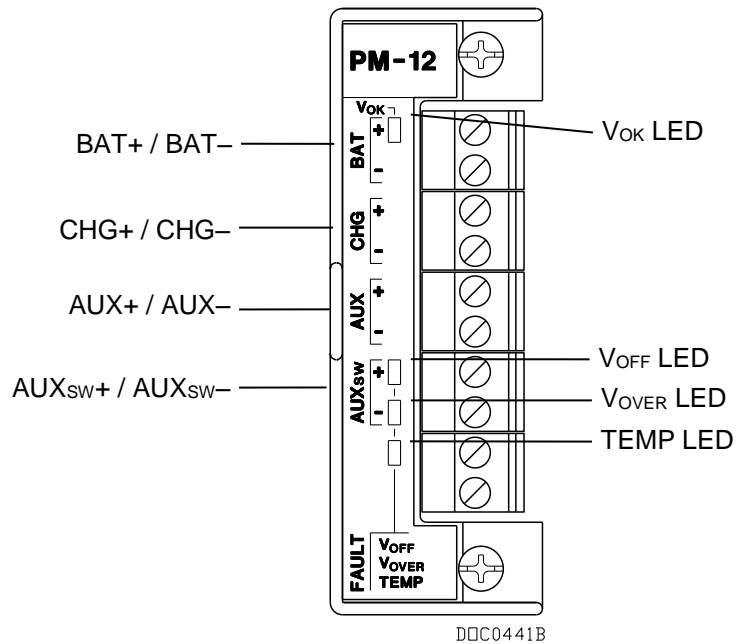 PM-12
VOK
BAT + -
CHG + -
AUX + -
AUXSW + -
FAULT
VOFF
VOVER
TEMP
BAT+ / BAT–
CHG+ / CHG–
AUX+ / AUX–
AUXSW+ / AUXSW–
VOK LED
VOFF LED
VOVER LED
TEMP LED
DOC0441B